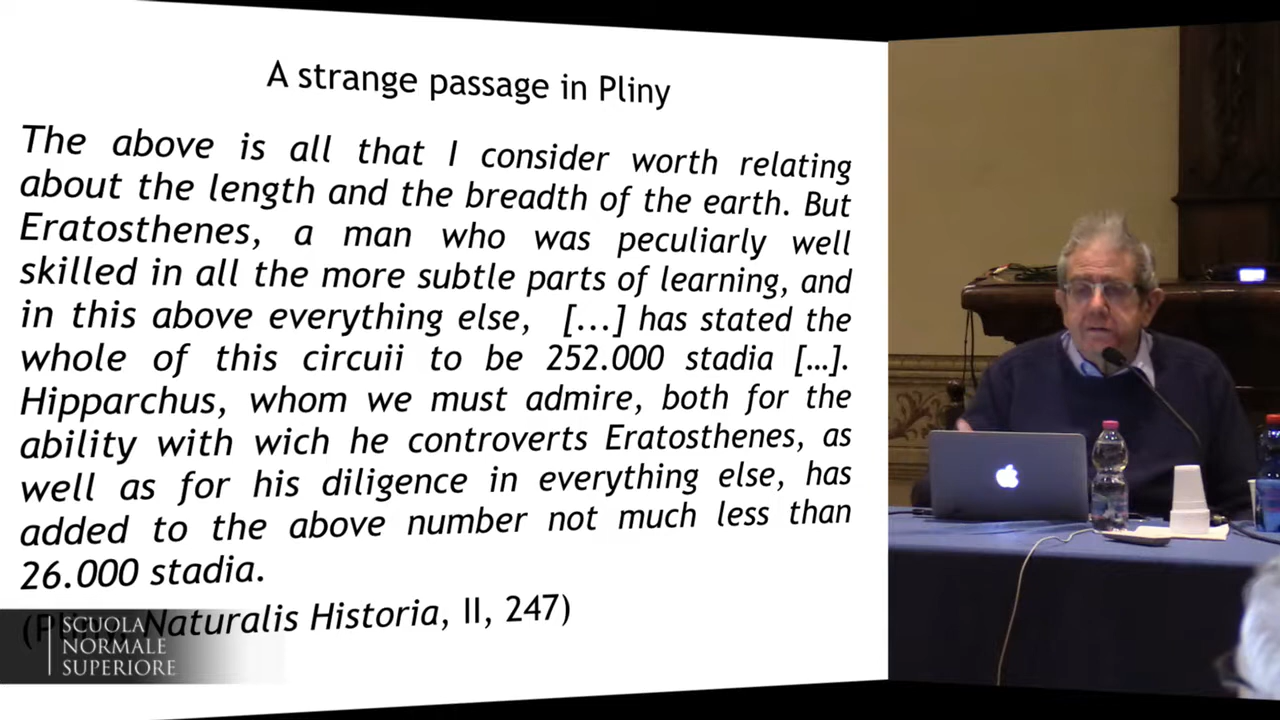 A strange passage in Pliny
The above is all that I consider worth relating
about the length and the breadth of the earth. But
Eratosthenes, a man who was peculiarly well
skilled in all the more subtle parts of learning, and
in this above everything else, [...] has stated the
whole of this circuii to be 252.000 stadia [...].
Hipparchus, whom we must admire, both for the
ability with wich he controverts Eratosthenes, as
well as for his diligence in everything else, has
added to the above number not much less than
26.000 stadia.
(Pliny, Naturalis Historia, II, 247)
SCUOLA
NORMALE
SUPERIORE